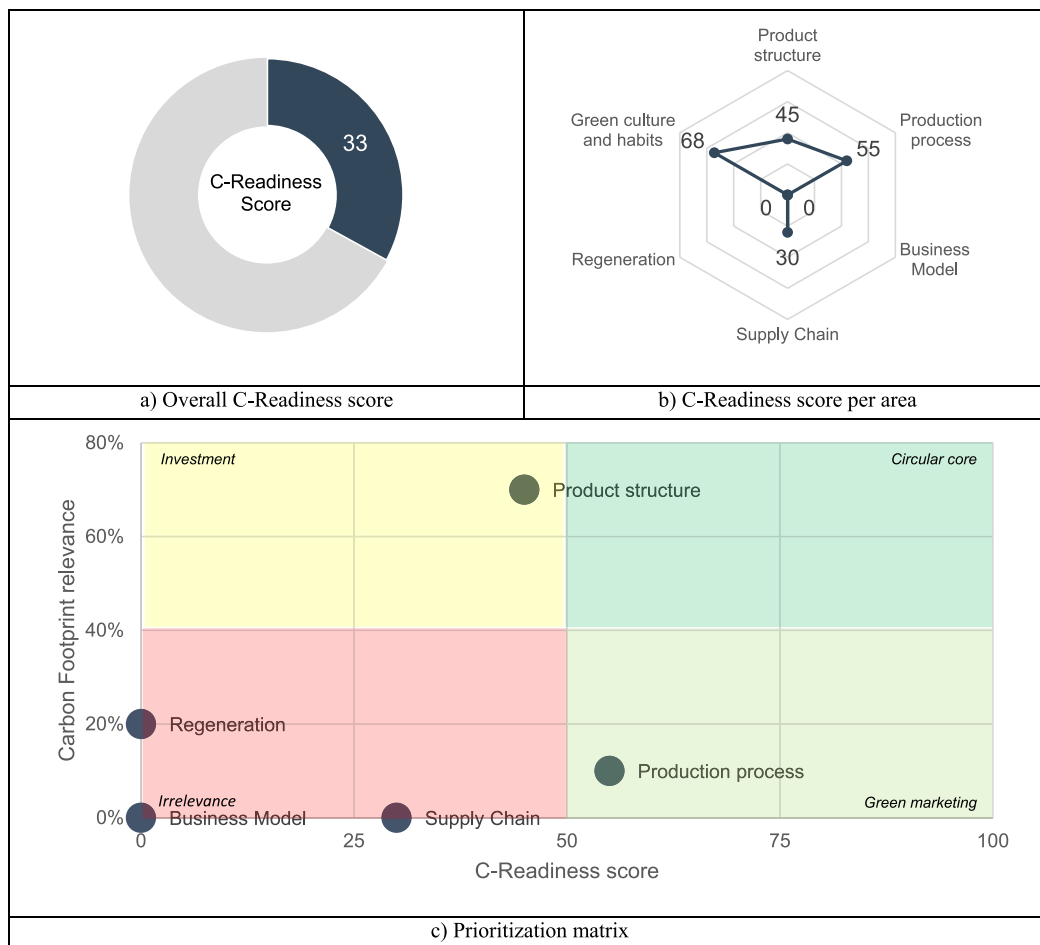 33
C-Readiness
Score
a) Overall C-Readiness score
Product
structure
Green culture
and habits
Production
process
45
68
55
0
0
30
Regeneration
Business
Model
Supply Chain
b) C-Readiness score per area
80%
60%
40%
20%
0%
Carbon Footprint relevance
Investment
Circular core
Product structure
Regeneration
Production process
Irrelevance
Green marketing
Business Model
Supply Chain
0
25
50
75
100
C-Readiness score
c) Prioritization matrix